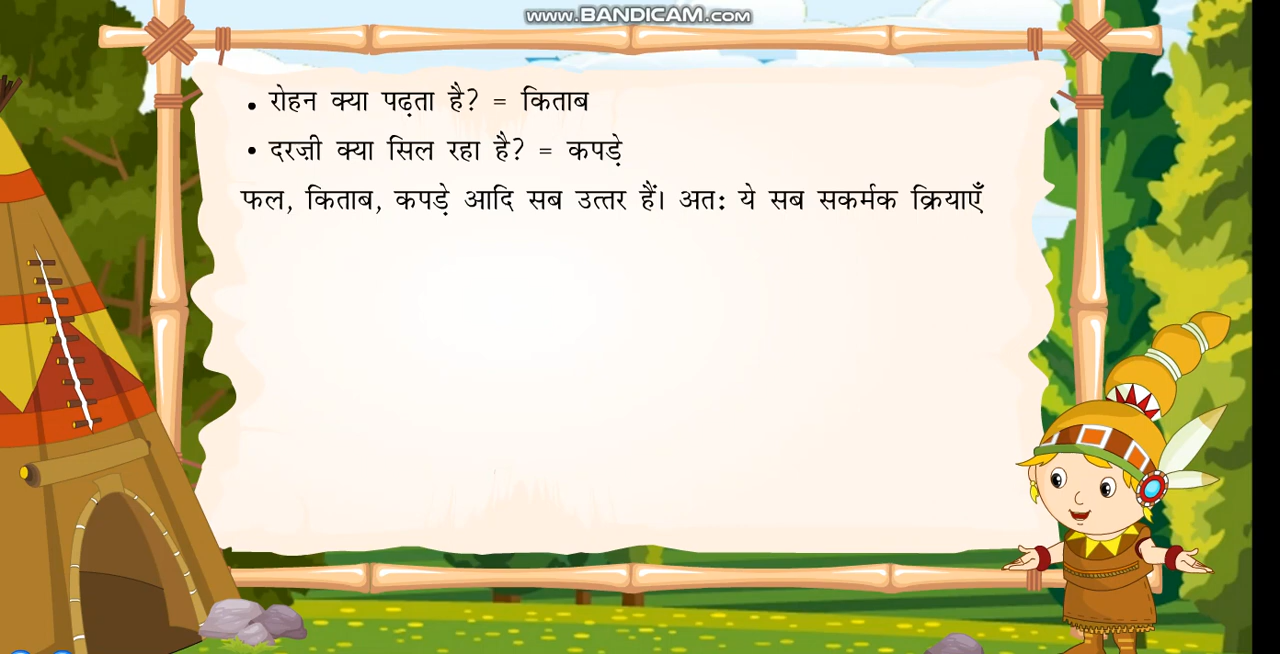 www.BANDICAM.com
• रोहन क्या पढ़ता है? = किताब
• दरज़ी क्या सिल रहा है? = कपड़े
फल, किताब, कपड़े आदि सब उत्तर हैं। अतः ये सब सकर्मक क्रियाएँ